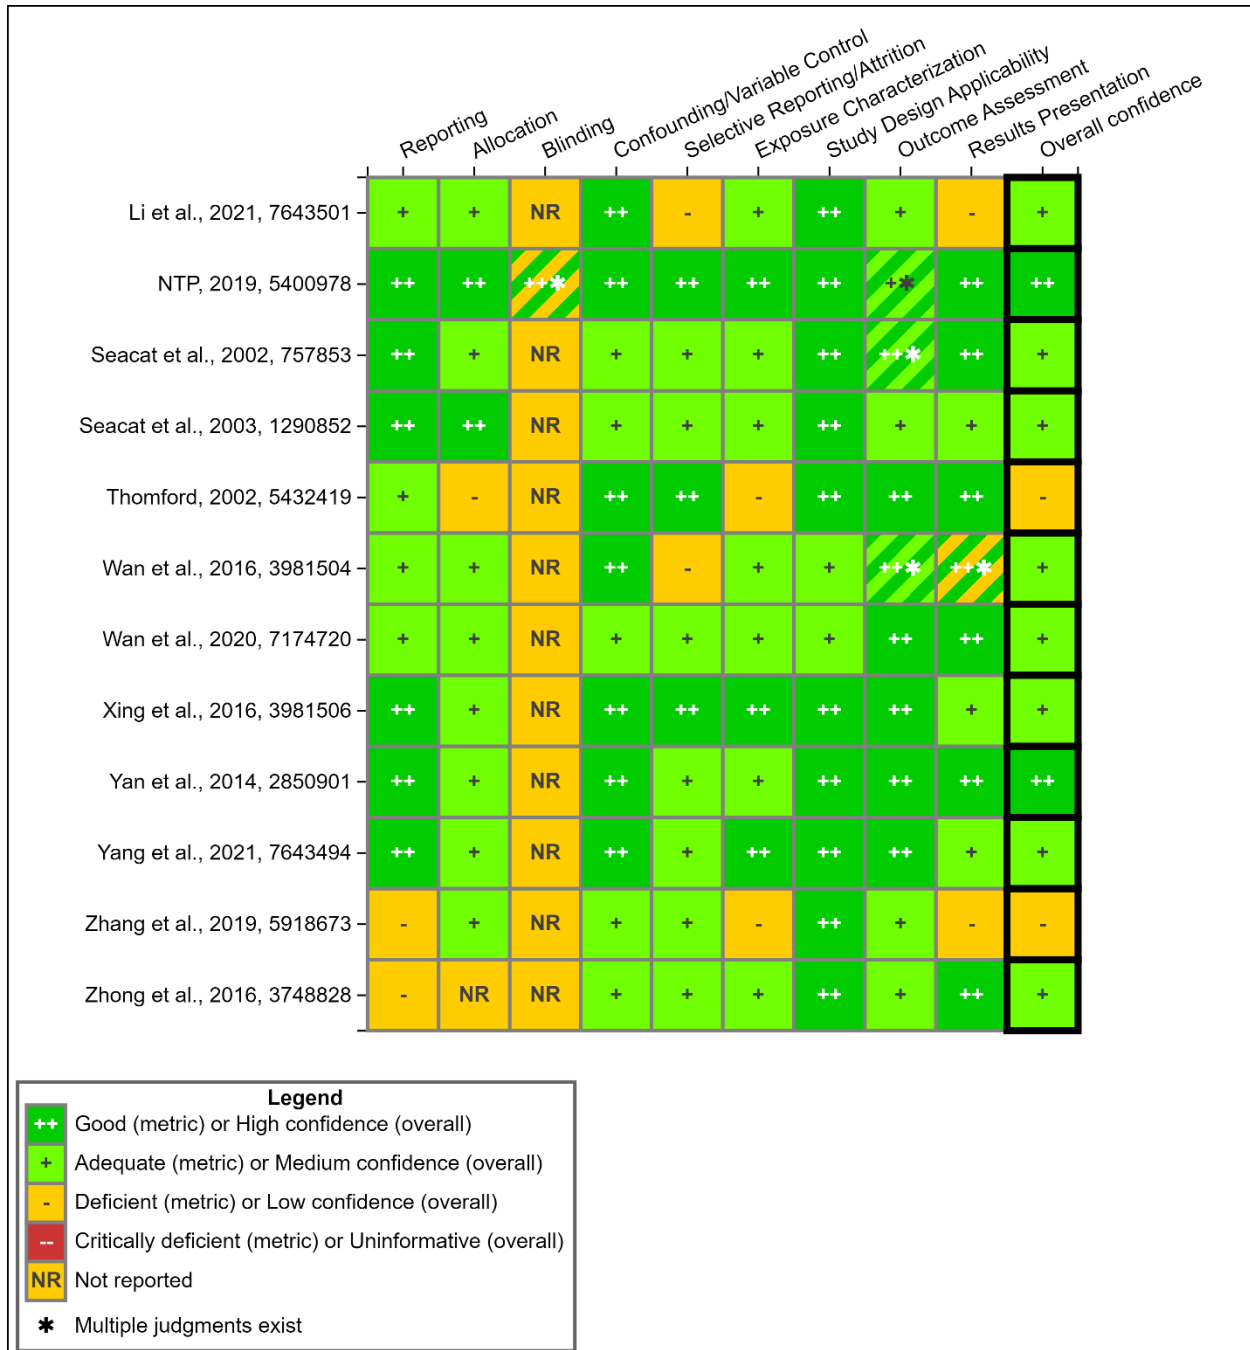 Reporting
Allocation
Blinding
Confounding/Variable Control
Selective Reporting/Attrition
Exposure Characterization
Study Design Applicability
Outcome Assessment
Results Presentation
Overall confidence
Li et al., 2021, 7643501 + + NR ++ - + ++ + - +
NTP, 2019, 5400978 ++ ++ ++✱ ++ ++ ++ ++ +✱ ++ ++
Seacat et al., 2002, 757853 ++ + NR + + + ++ ++✱ ++ +
Seacat et al., 2003, 1290852 ++ ++ NR + + + ++ + + +
Thomford, 2002, 5432419 + - NR ++ ++ - ++ ++ ++ -
Wan et al., 2016, 3981504 + + NR ++ - + + ++✱ ++✱ +
Wan et al., 2020, 7174720 + + NR + + + + ++ ++ +
Xing et al., 2016, 3981506 ++ + NR ++ ++ ++ ++ ++ + +
Yan et al., 2014, 2850901 ++ + NR ++ + + ++ ++ ++ ++
Yang et al., 2021, 7643494 ++ + NR ++ + ++ ++ ++ + +
Zhang et al., 2019, 5918673 - + NR + + - ++ + - -
Zhong et al., 2016, 3748828 - NR NR + + + ++ + ++ +
Legend
++ Good (metric) or High confidence (overall)
+ Adequate (metric) or Medium confidence (overall)
- Deficient (metric) or Low confidence (overall)
-- Critically deficient (metric) or Uninformative (overall)
NR Not reported
✱ Multiple judgments exist